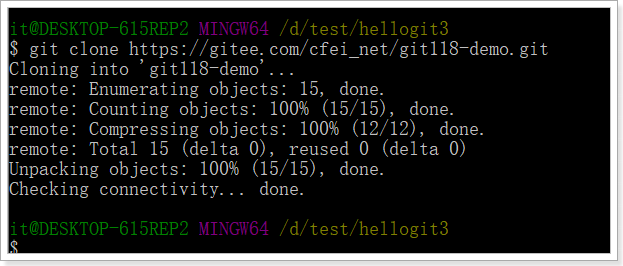 it@DESKTOP-615REP2 MINGW64 /d/test/hellogit3
$ git clone https://gitee.com/cfei_net/git118-demo.git
Cloning into 'git118-demo'...
remote: Enumerating objects: 15, done.
remote: Counting objects: 100% (15/15), done.
remote: Compressing objects: 100% (12/12), done.
remote: Total 15 (delta 0), reused 0 (delta 0)
Unpacking objects: 100% (15/15), done.
Checking connectivity... done.
it@DESKTOP-615REP2 MINGW64 /d/test/hellogit3
$